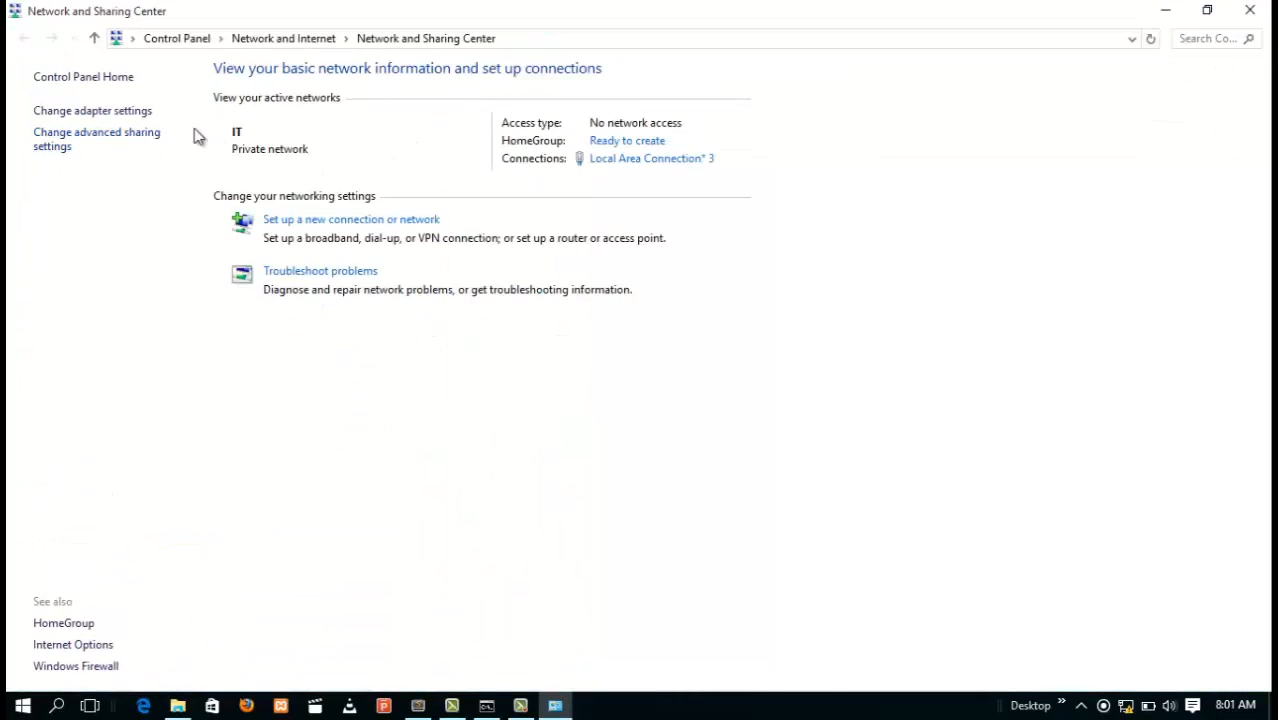 Network and Sharing Center
Control Panel > Network and Internet > Network and Sharing Center
Search Co...
Control Panel Home
Change adapter settings
Change advanced sharing
settings
View your basic network information and set up connections
View your active networks
IT
Private network
Access type: No network access
HomeGroup: Ready to create
Connections: Local Area Connection* 3
Change your networking settings
Set up a new connection or network
Set up a broadband, dial-up, or VPN connection; or set up a router or access point.
Troubleshoot problems
Diagnose and repair network problems, or get troubleshooting information.
See also
HomeGroup
Internet Options
Windows Firewall
Desktop
8:01 AM